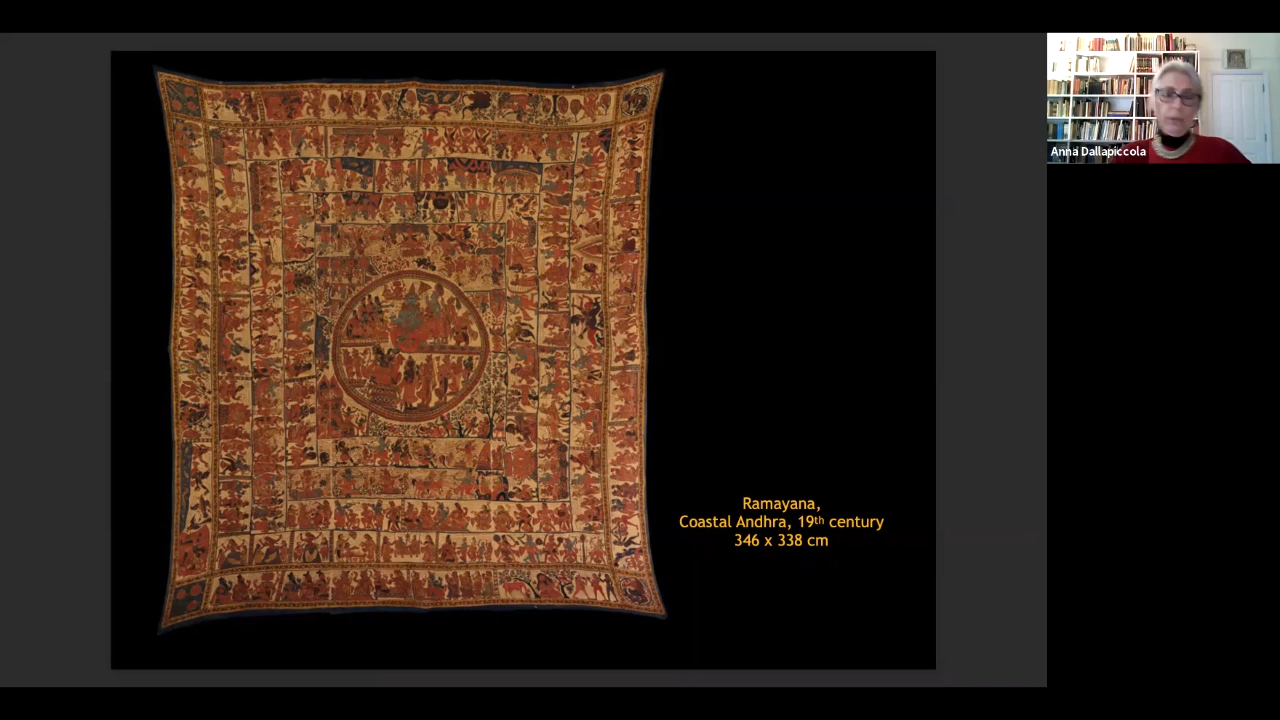 Anna Dallapiccola
Ramayana,
Coastal Andhra, 19th century
346 x 338 cm